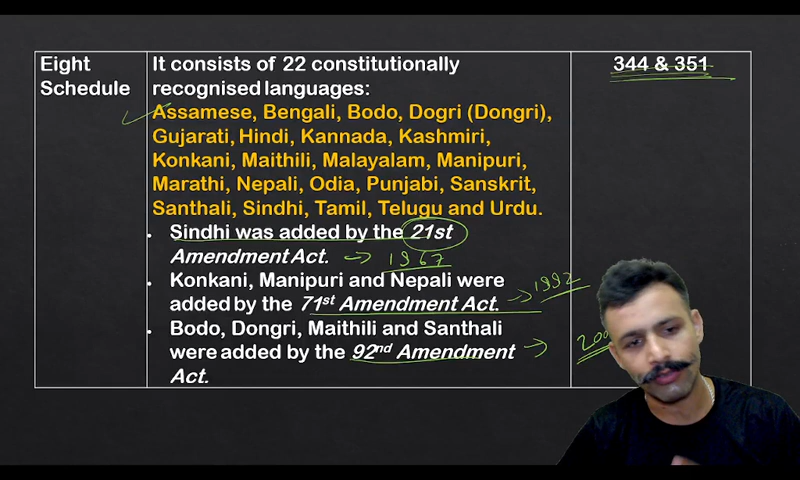 Eight
Schedule
It consists of 22 constitutionally
recognised languages:
Assamese, Bengali, Bodo, Dogri (Dongri),
Gujarati, Hindi, Kannada, Kashmiri,
Konkani, Maithili, Malayalam, Manipuri,
Marathi, Nepali, Odia, Punjabi, Sanskrit,
Santhali, Sindhi, Tamil, Telugu and Urdu.
• Sindhi was added by the 21st
Amendment Act. → 1967
• Konkani, Manipuri and Nepali were
added by the 71st Amendment Act. → 1992
• Bodo, Dongri, Maithili and Santhali
were added by the 92nd Amendment →
Act.
344 & 351